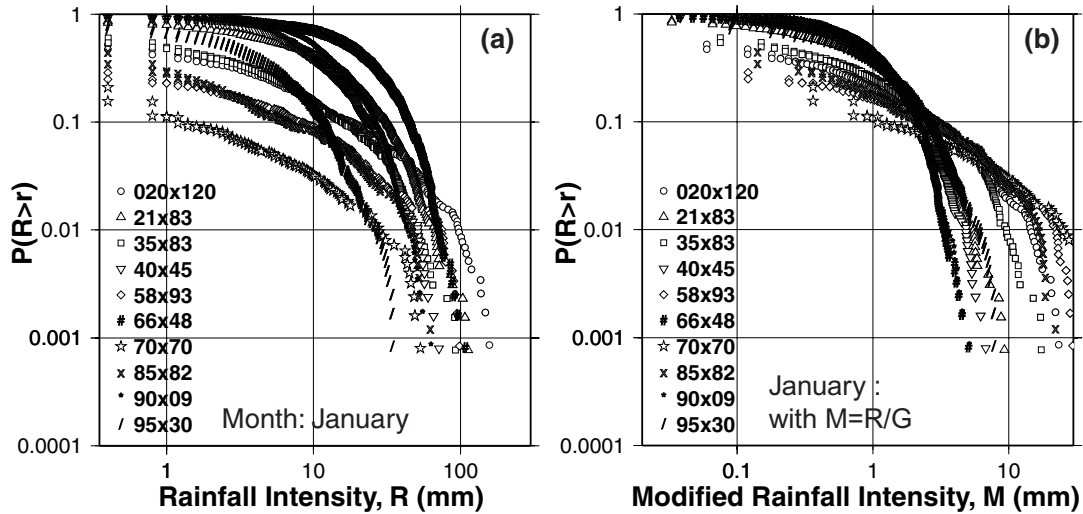 (a)
1
0.1
0.01
0.001
0.0001
P(R>r)
020x120
21x83
35x83
40x45
58x93
66x48
70x70
85x82
90x09
95x30
Month: January
1 10 100
Rainfall Intensity, R (mm)
(b)
1
0.1
0.01
0.001
0.0001
P(R>r)
020x120
21x83
35x83
40x45
58x93
66x48
70x70
85x82
90x09
95x30
January :
with M=R/G
0.1 1 10
Modified Rainfall Intensity, M (mm)